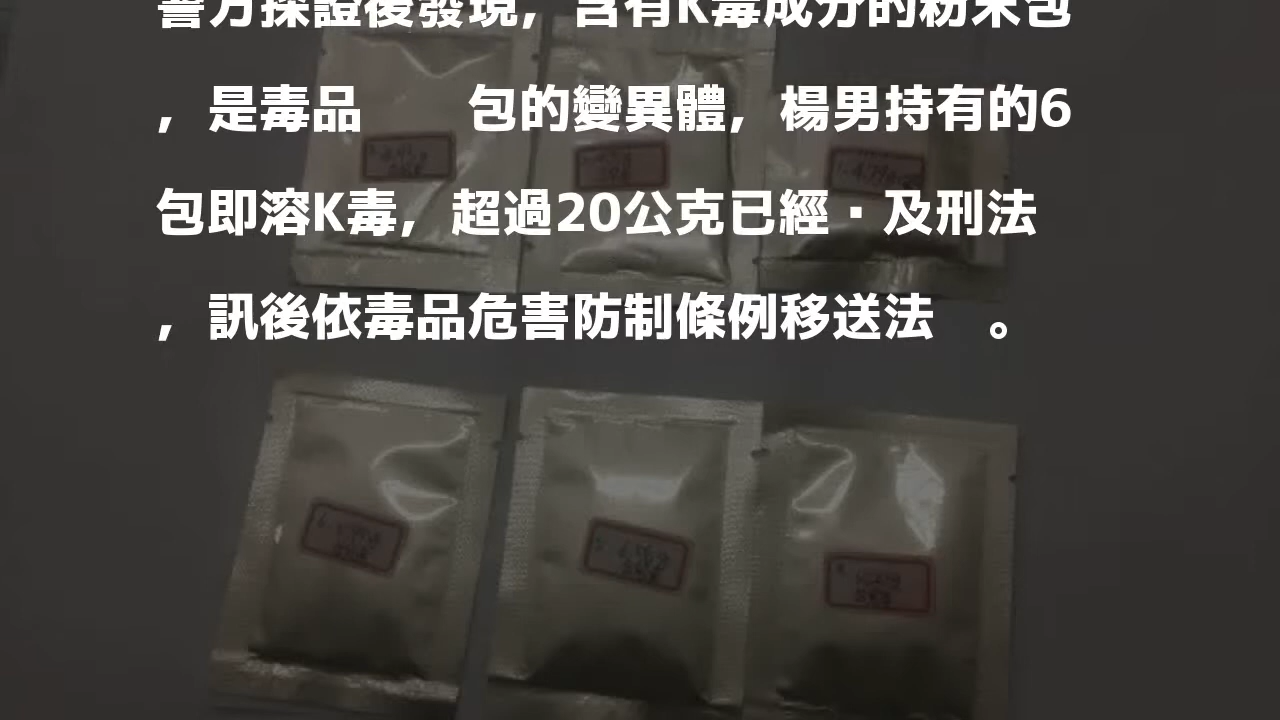 警方探證後發現，含有K毒成分的粉末包
，是毒品　　包的變異體，楊男持有的6
包即溶K毒，超過20公克已經▪及刑法
，訊後依毒品危害防制條例移送法　。